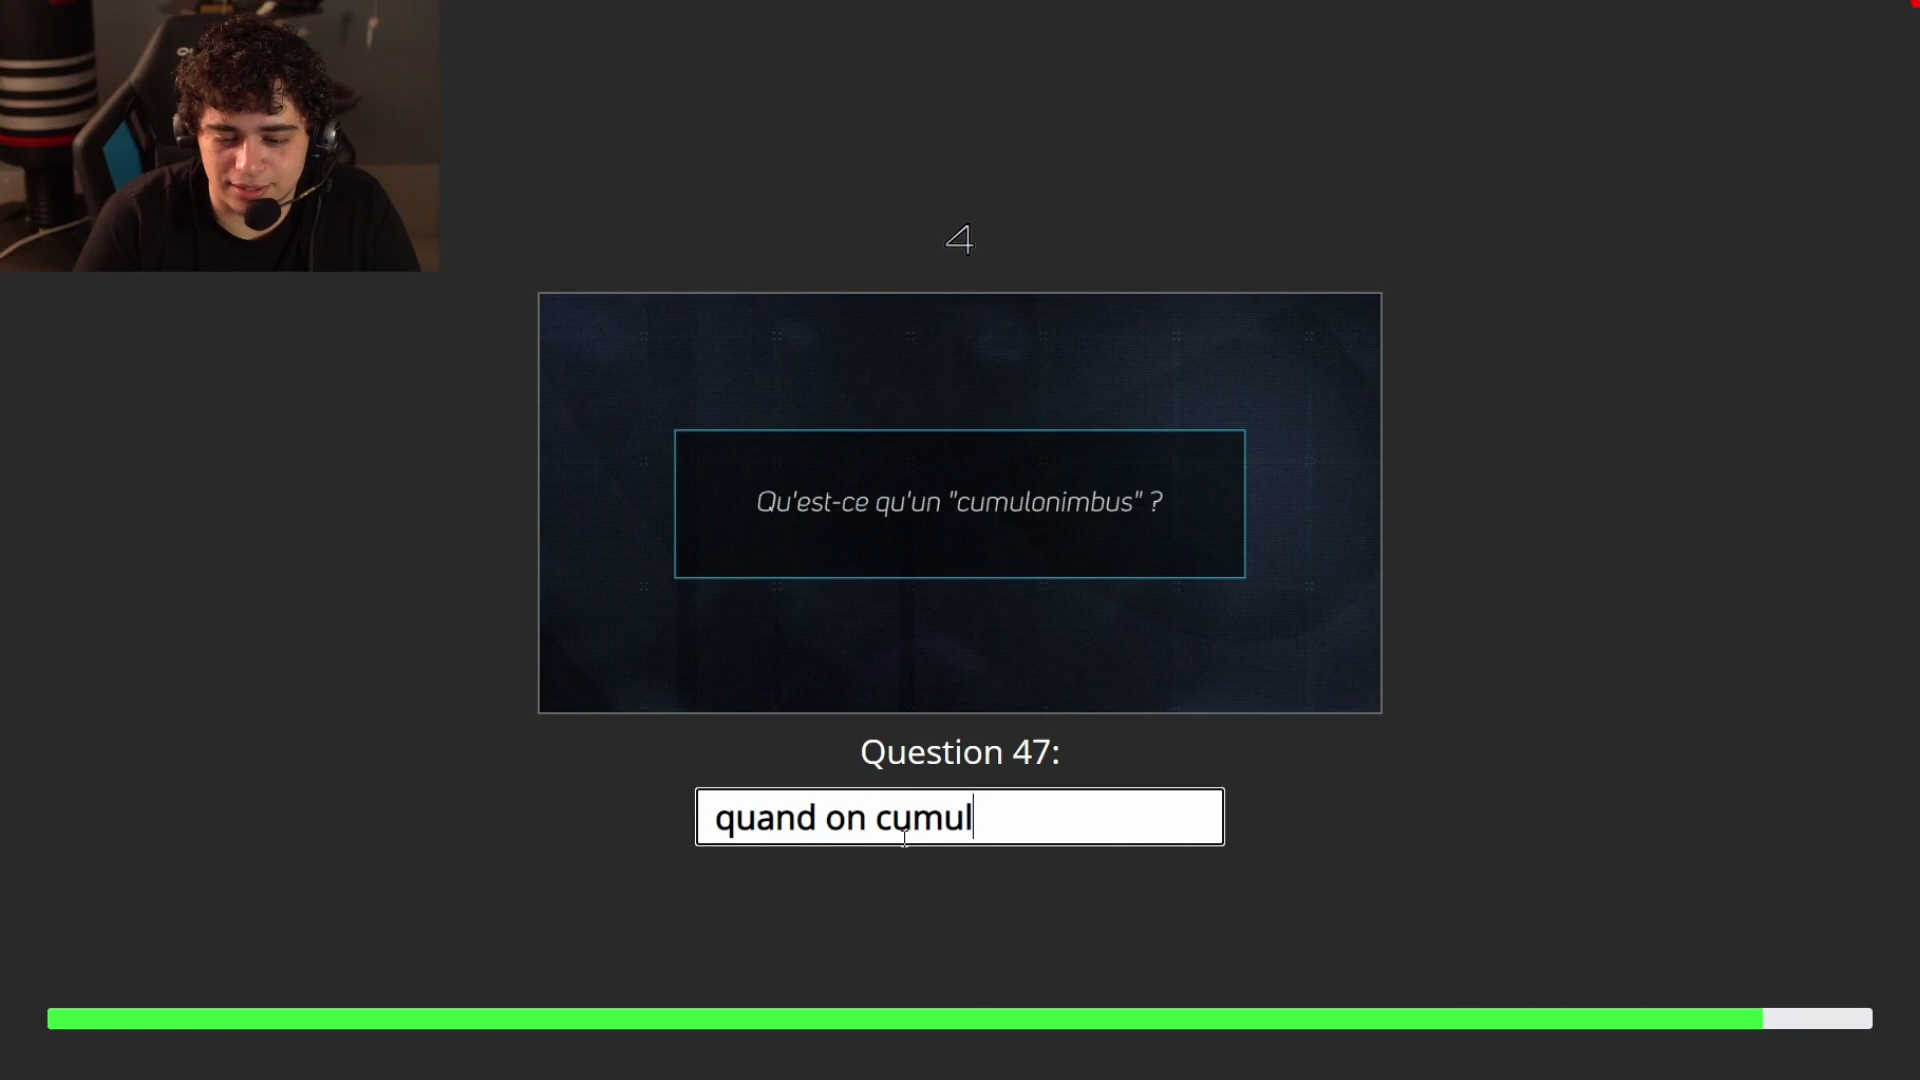 4
Qu'est-ce qu'un "cumulonimbus" ?
Question 47:
quand on cumul